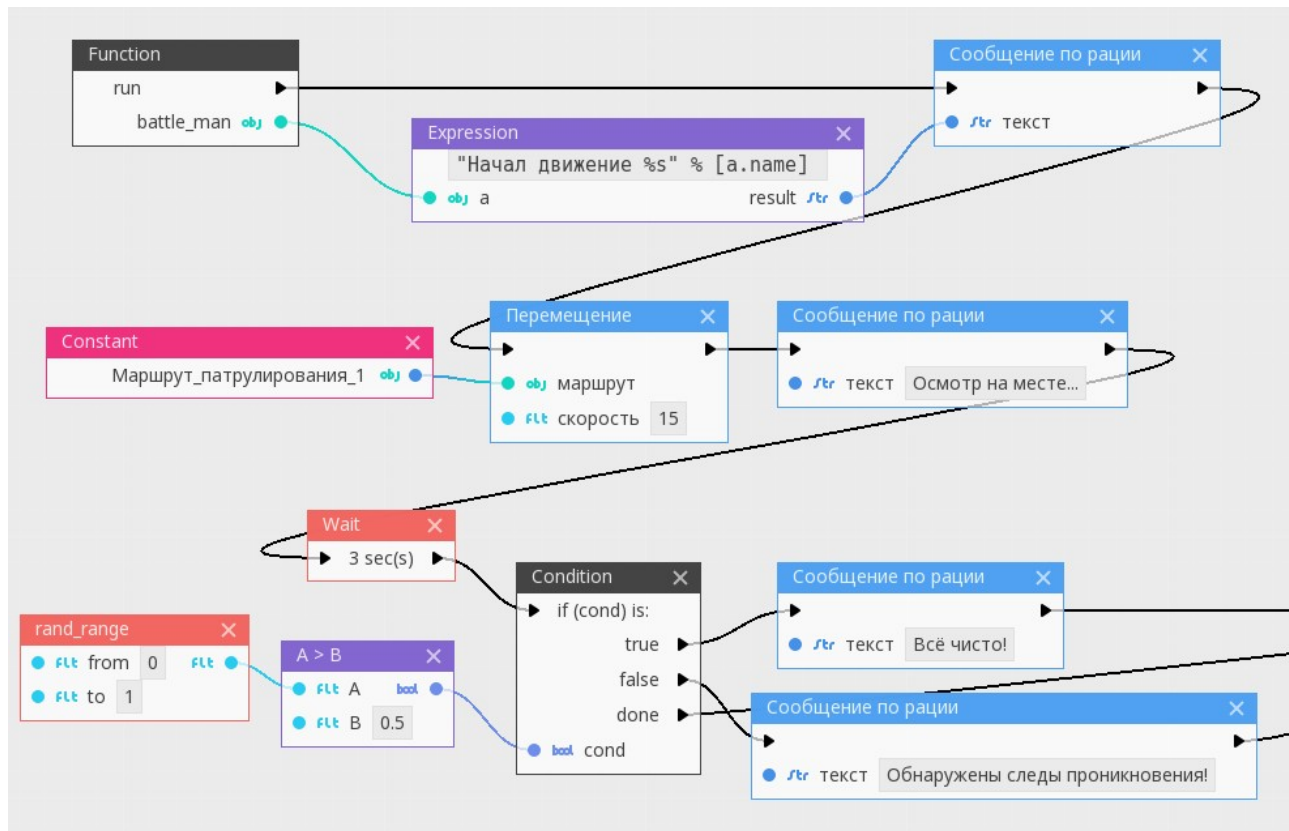 Function
run
battle_man obj
Сообщение по рации
Str текст
Expression
"Начал движение %s" % [a.name]
obj a
result Str
Constant
Маршрут_патрулирования_1 obj
Перемещение
obj маршрут
FLt скорость 15
Сообщение по рации
Str текст Осмотр на месте...
Wait
3 sec(s)
rand_range
FLt from 0 FLt
FLt to 1
A > B
FLt A bool
FLt B 0.5
Condition
if (cond) is:
true
false
done
bool cond
Сообщение по рации
Str текст Всё чисто!
Сообщение по рации
Str текст Обнаружены следы проникновения!